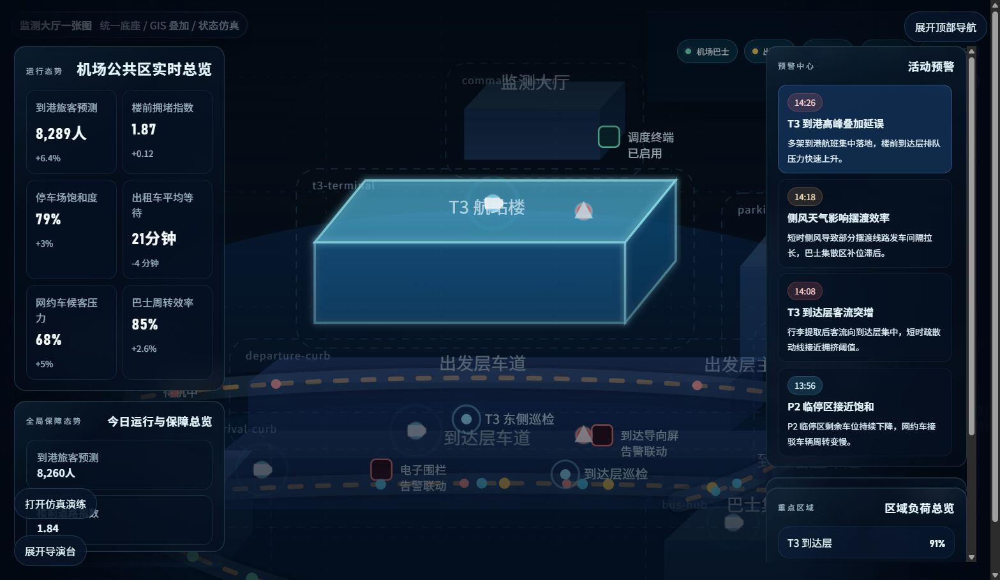 监测大厅一张图 统一底座 / GIS 叠加 / 状态仿真
展开顶部导航
机场巴士
运行态势 机场公共区实时总览
到港旅客预测
8,289人
+6.4%
楼前拥堵指数
1.87
+0.12
停车场饱和度
79%
+3%
出租车平均等
待
21分钟
-4 分钟
网约车候客压
力
68%
+5%
巴士周转效率
85%
+2.6%
全局保障态势 今日运行与保障总览
到港旅客预测
8,260人
打开仿真演练
1.84
展开导演台
监测大厅
调度终端
已启用
t3-terminal
T3 航站楼
departure-curb
出发层车道
T3 东侧巡检
到达层车道
到达导向屏
告警联动
电子围栏
告警联动
到达层巡检
bus-hub
预警中心 活动预警
14:26
T3 到港高峰叠加延误
多架到港航班集中落地，楼前到达层排队
压力快速上升。
14:18
侧风天气影响摆渡效率
短时侧风导致部分摆渡线路发车间隔拉
长，巴士集散区补位滞后。
14:08
T3 到达层客流突增
行李提取后客流向到达层集中，短时疏散
动线接近拥挤阈值。
13:56
P2 临停区接近饱和
P2 临停区剩余车位持续下降，网约车接
驳车辆周转变慢。
重点区域 区域负荷总览
T3 到达层 91%